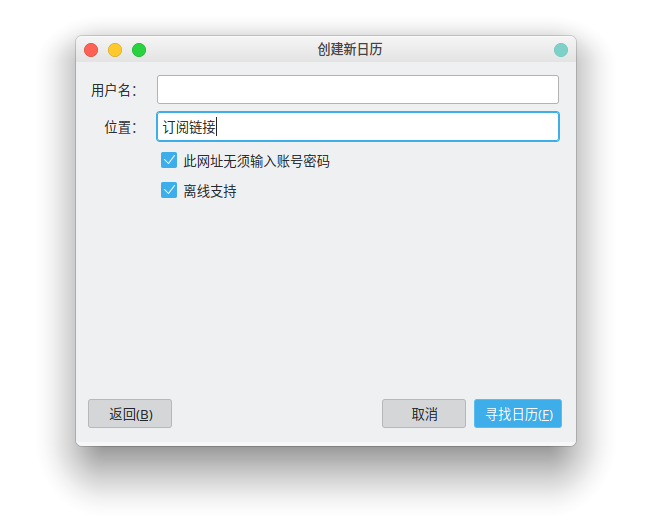 创建新日历
用户名：
位置： 订阅链接
此网址无须输入账号密码
离线支持
返回(B) 取消 寻找日历(F)